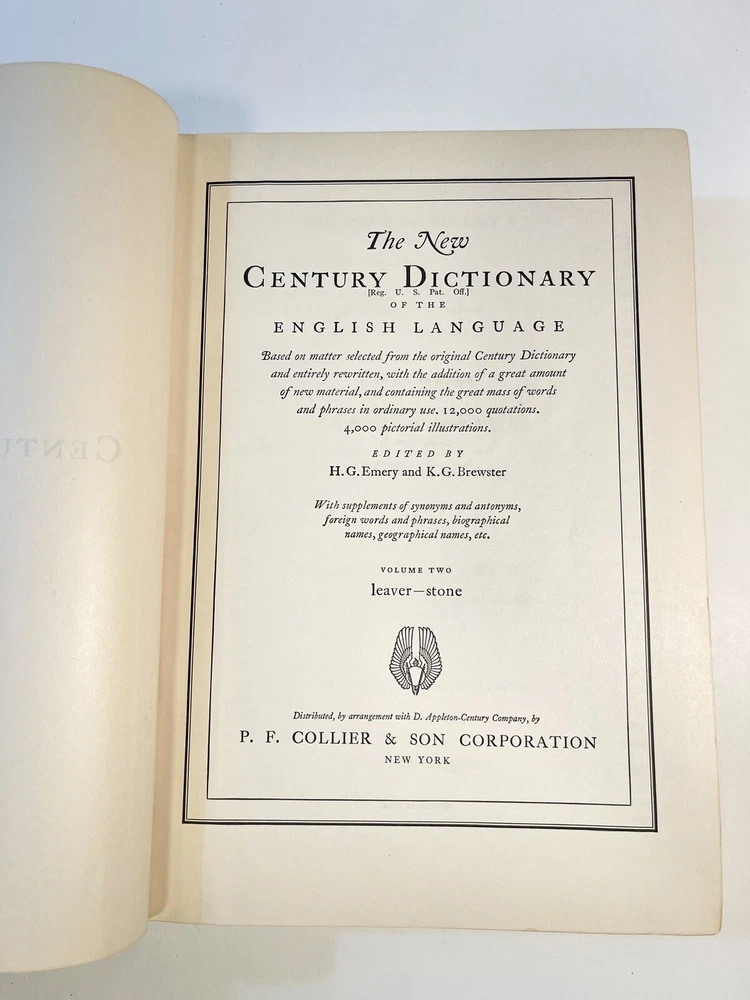 The New
CENTURY DICTIONARY
[Reg. U. S. Pat. Off.]
OF THE
ENGLISH LANGUAGE
Based on matter selected from the original Century Dictionary
and entirely rewritten, with the addition of a great amount
of new material, and containing the great mass of words
and phrases in ordinary use. 12,000 quotations.
4,000 pictorial illustrations.
EDITED BY
H. G. Emery and K. G. Brewster
With supplements of synonyms and antonyms,
foreign words and phrases, biographical
names, geographical names, etc.
VOLUME TWO
leaver—stone
Distributed, by arrangement with D. Appleton-Century Company, by
P. F. COLLIER & SON CORPORATION
NEW YORK